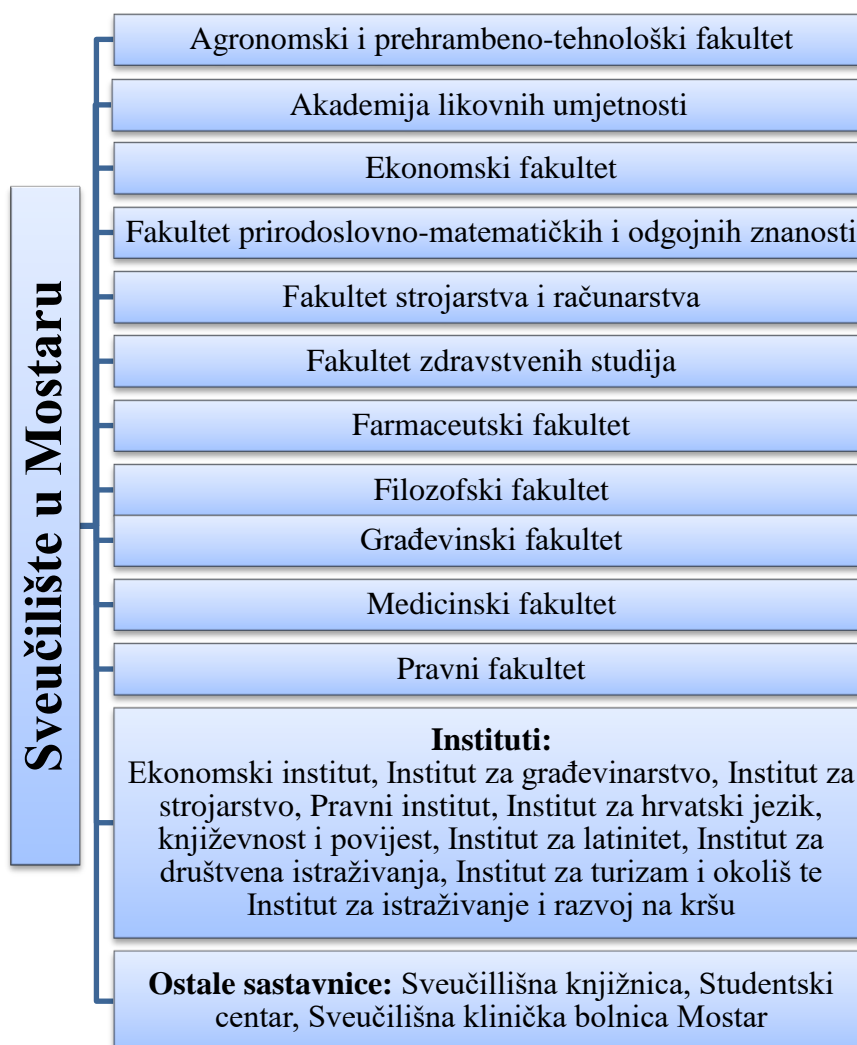 Sveučilište u Mostaru
Agronomski i prehrambeno-tehnološki fakultet
Akademija likovnih umjetnosti
Ekonomski fakultet
Fakultet prirodoslovno-matematičkih i odgojnih znanosti
Fakultet strojarstva i računarstva
Fakultet zdravstvenih studija
Farmaceutski fakultet
Filozofski fakultet
Građevinski fakultet
Medicinski fakultet
Pravni fakultet
Instituti:
Ekonomski institut, Institut za građevinarstvo, Institut za
strojarstvo, Pravni institut, Institut za hrvatski jezik,
književnost i povijest, Institut za latinitet, Institut za
društvena istraživanja, Institut za turizam i okoliš te
Institut za istraživanje i razvoj na kršu
Ostale sastavnice: Sveučillišna knjižnica, Studentski
centar, Sveučilišna klinička bolnica Mostar